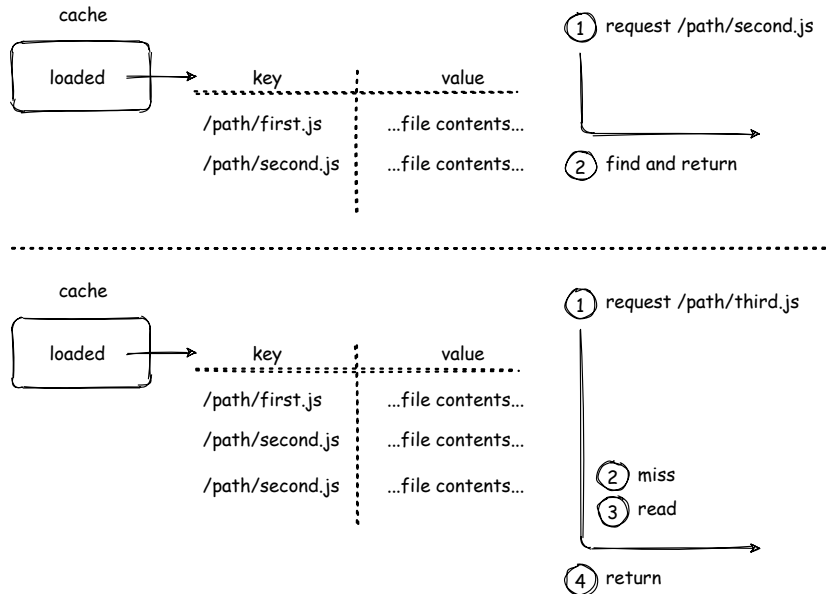 cache
loaded
key value
/path/first.js ...file contents...
/path/second.js ...file contents...
1 request /path/second.js
2 find and return
cache
loaded
key value
/path/first.js ...file contents...
/path/second.js ...file contents...
/path/second.js ...file contents...
1 request /path/third.js
2 miss
3 read
4 return